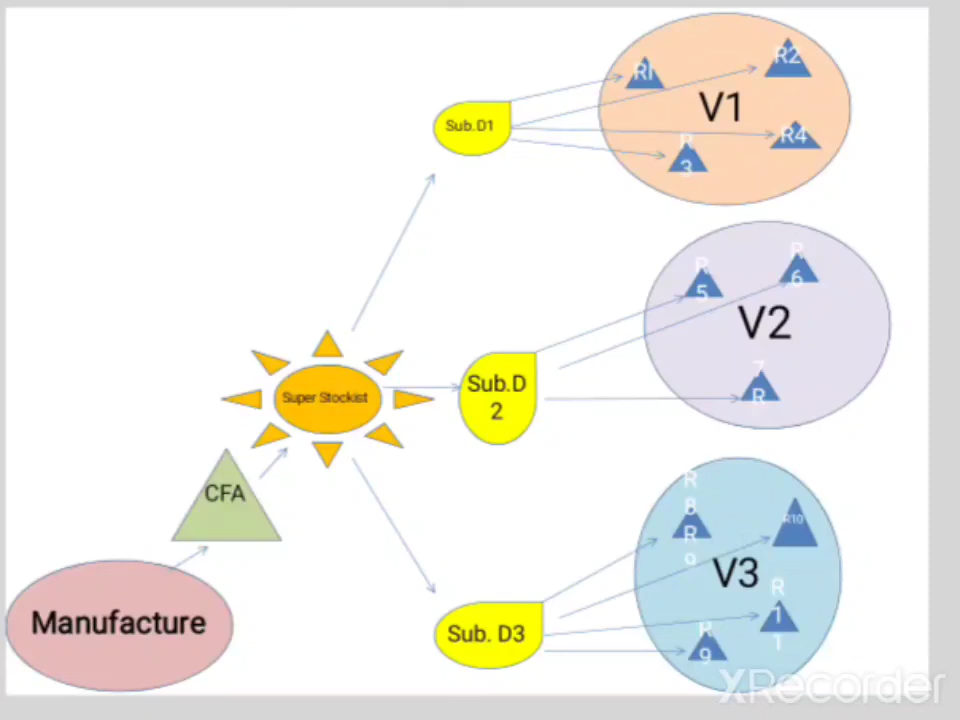 Sub.D1
R1
R2
V1
R
3
R4
R
5
R
6
V2
7
R
Super Stockist
Sub.D
2
CFA
Manufacture
Sub. D3
R
8
R
9
R10
V3
R
1
1
R
9
XRecorder